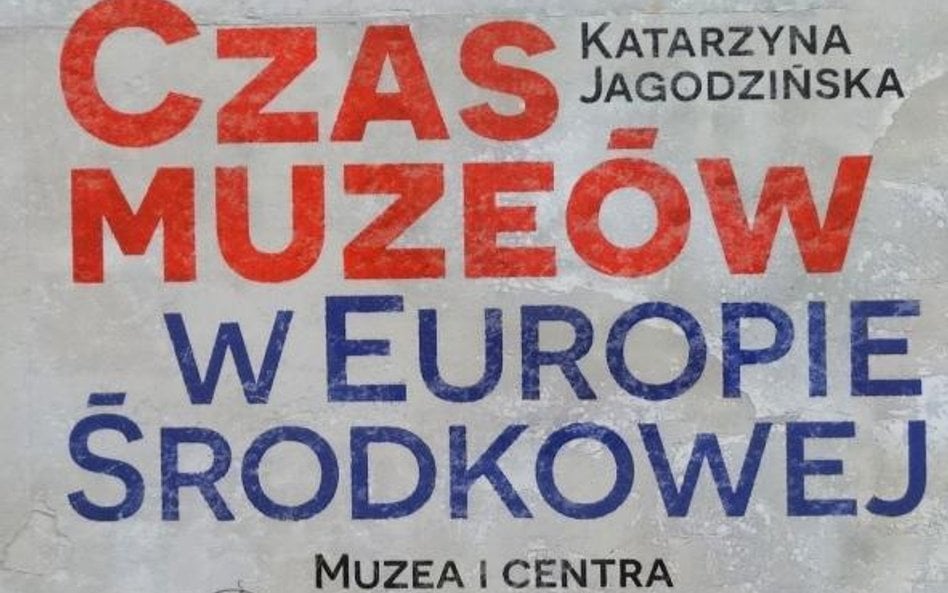 CZAS
KATARZYNA
JAGODZIŃSKA
MUZEÓW
W EUROPIE
ŚRODKOWEJ
MUZEA I CENTRA